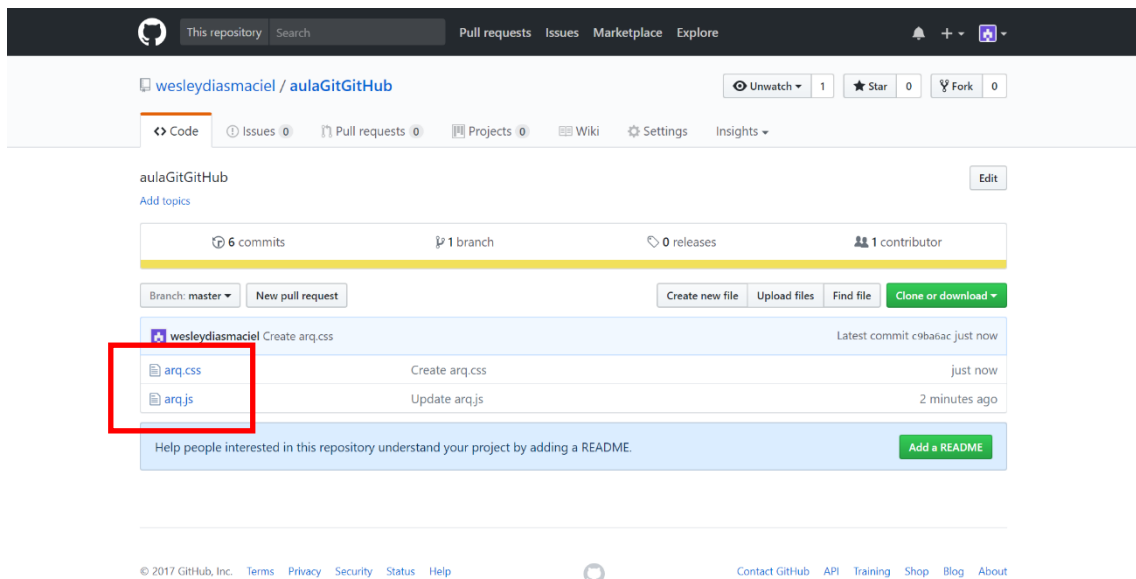 This repository Search Pull requests Issues Marketplace Explore
wesleydiasmaciel / aulaGitGitHub Unwatch 1 Star 0 Fork 0
Code Issues 0 Pull requests 0 Projects 0 Wiki Settings Insights
aulaGitGitHub Edit
Add topics
6 commits 1 branch 0 releases 1 contributor
Branch: master New pull request Create new file Upload files Find file Clone or download
wesleydiasmaciel Create arq.css Latest commit c9ba6ac just now
arq.css Create arq.css just now
arq.js Update arq.js 2 minutes ago
Help people interested in this repository understand your project by adding a README. Add a README
© 2017 GitHub, Inc. Terms Privacy Security Status Help Contact GitHub API Training Shop Blog About